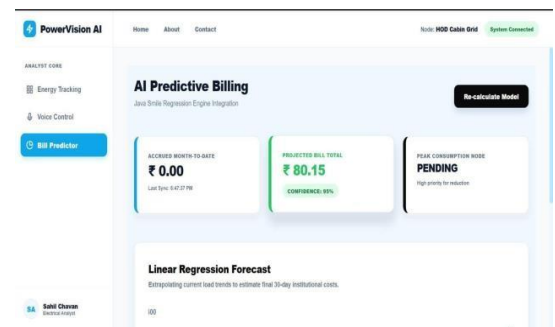 PowerVision AI
Home About Contact
Node: HOD Cabin Grid System Connected
ANALYST CORE
Energy Tracking
Voice Control
Bill Predictor
AI Predictive Billing
Java Smile Regression Engine Integration
Re-calculate Model
ACCRUED MONTH-TO-DATE
₹ 0.00
Last Sync: 6:47:37 PM
PROJECTED BILL TOTAL
₹ 80.15
CONFIDENCE: 95%
PEAK CONSUMPTION NODE
PENDING
High priority for reduction
Linear Regression Forecast
Extrapolating current load trends to estimate final 30-day institutional costs.
SA Sahil Chavan
Electrical Analyst